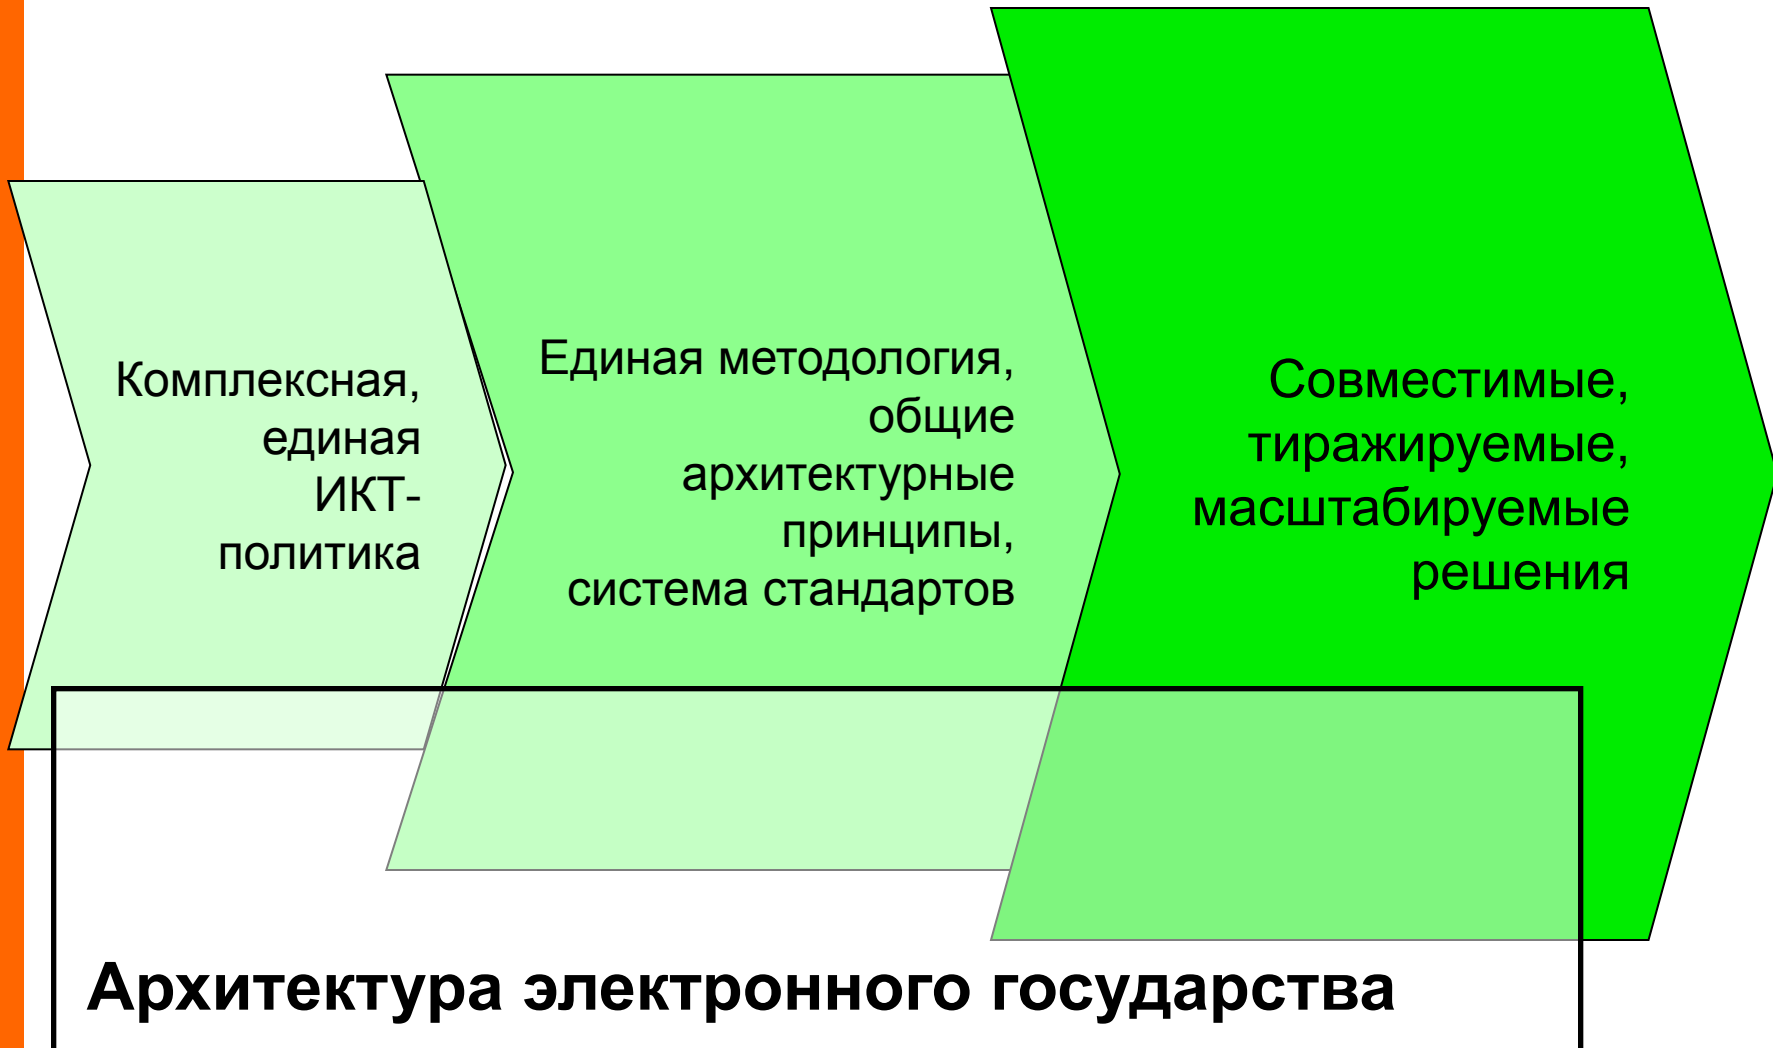 Комплексная,
единая
ИКТ-
политика
Единая методология,
общие
архитектурные
принципы,
система стандартов
Совместимые,
тиражируемые,
масштабируемые
решения
Архитектура электронного государства